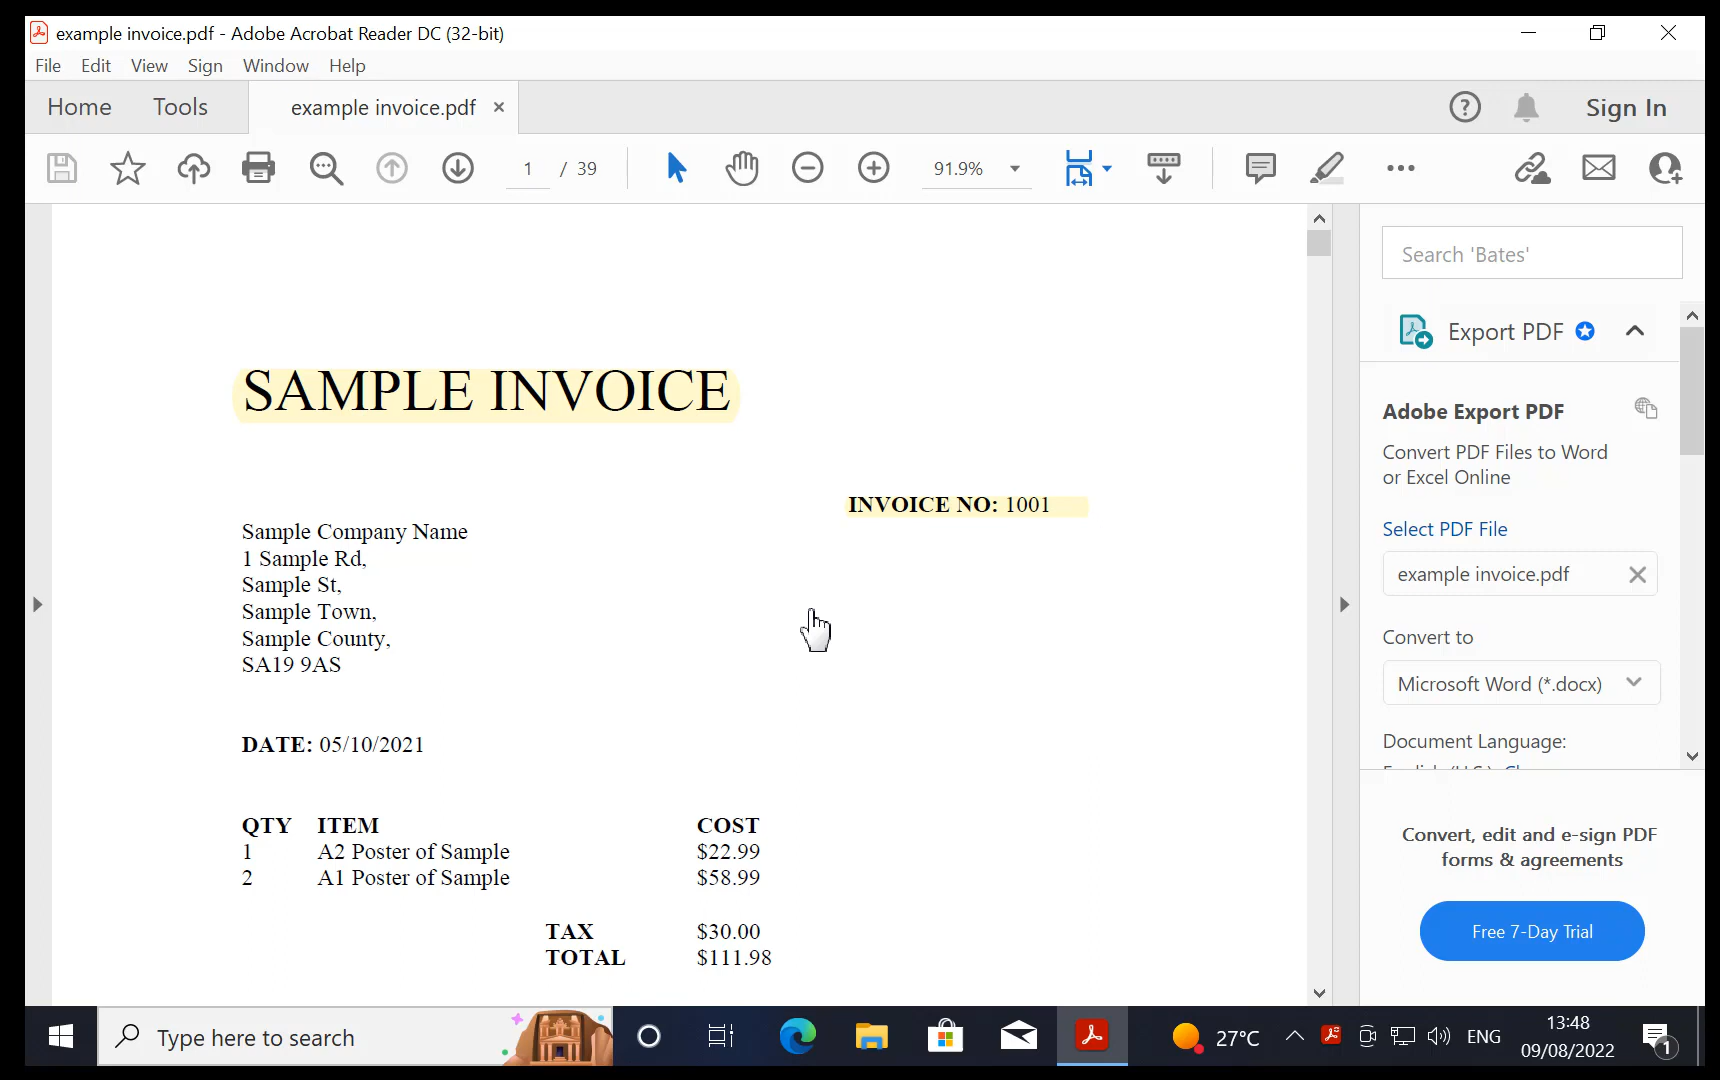 example invoice.pdf - Adobe Acrobat Reader DC (32-bit)
File Edit View Sign Window Help
Home Tools example invoice.pdf × ? Sign In
1 / 39 91.9%
SAMPLE INVOICE
INVOICE NO: 1001
Sample Company Name
1 Sample Rd,
Sample St,
Sample Town,
Sample County,
SA19 9AS
DATE: 05/10/2021
QTY ITEM COST
1 A2 Poster of Sample $22.99
2 A1 Poster of Sample $58.99
TAX $30.00
TOTAL $111.98
Search 'Bates'
Export PDF
Adobe Export PDF
Convert PDF Files to Word
or Excel Online
Select PDF File
example invoice.pdf
Convert to
Microsoft Word (*.docx)
Document Language:
Convert, edit and e-sign PDF
forms & agreements
Free 7-Day Trial
Type here to search
27°C ENG
13:48
09/08/2022
1